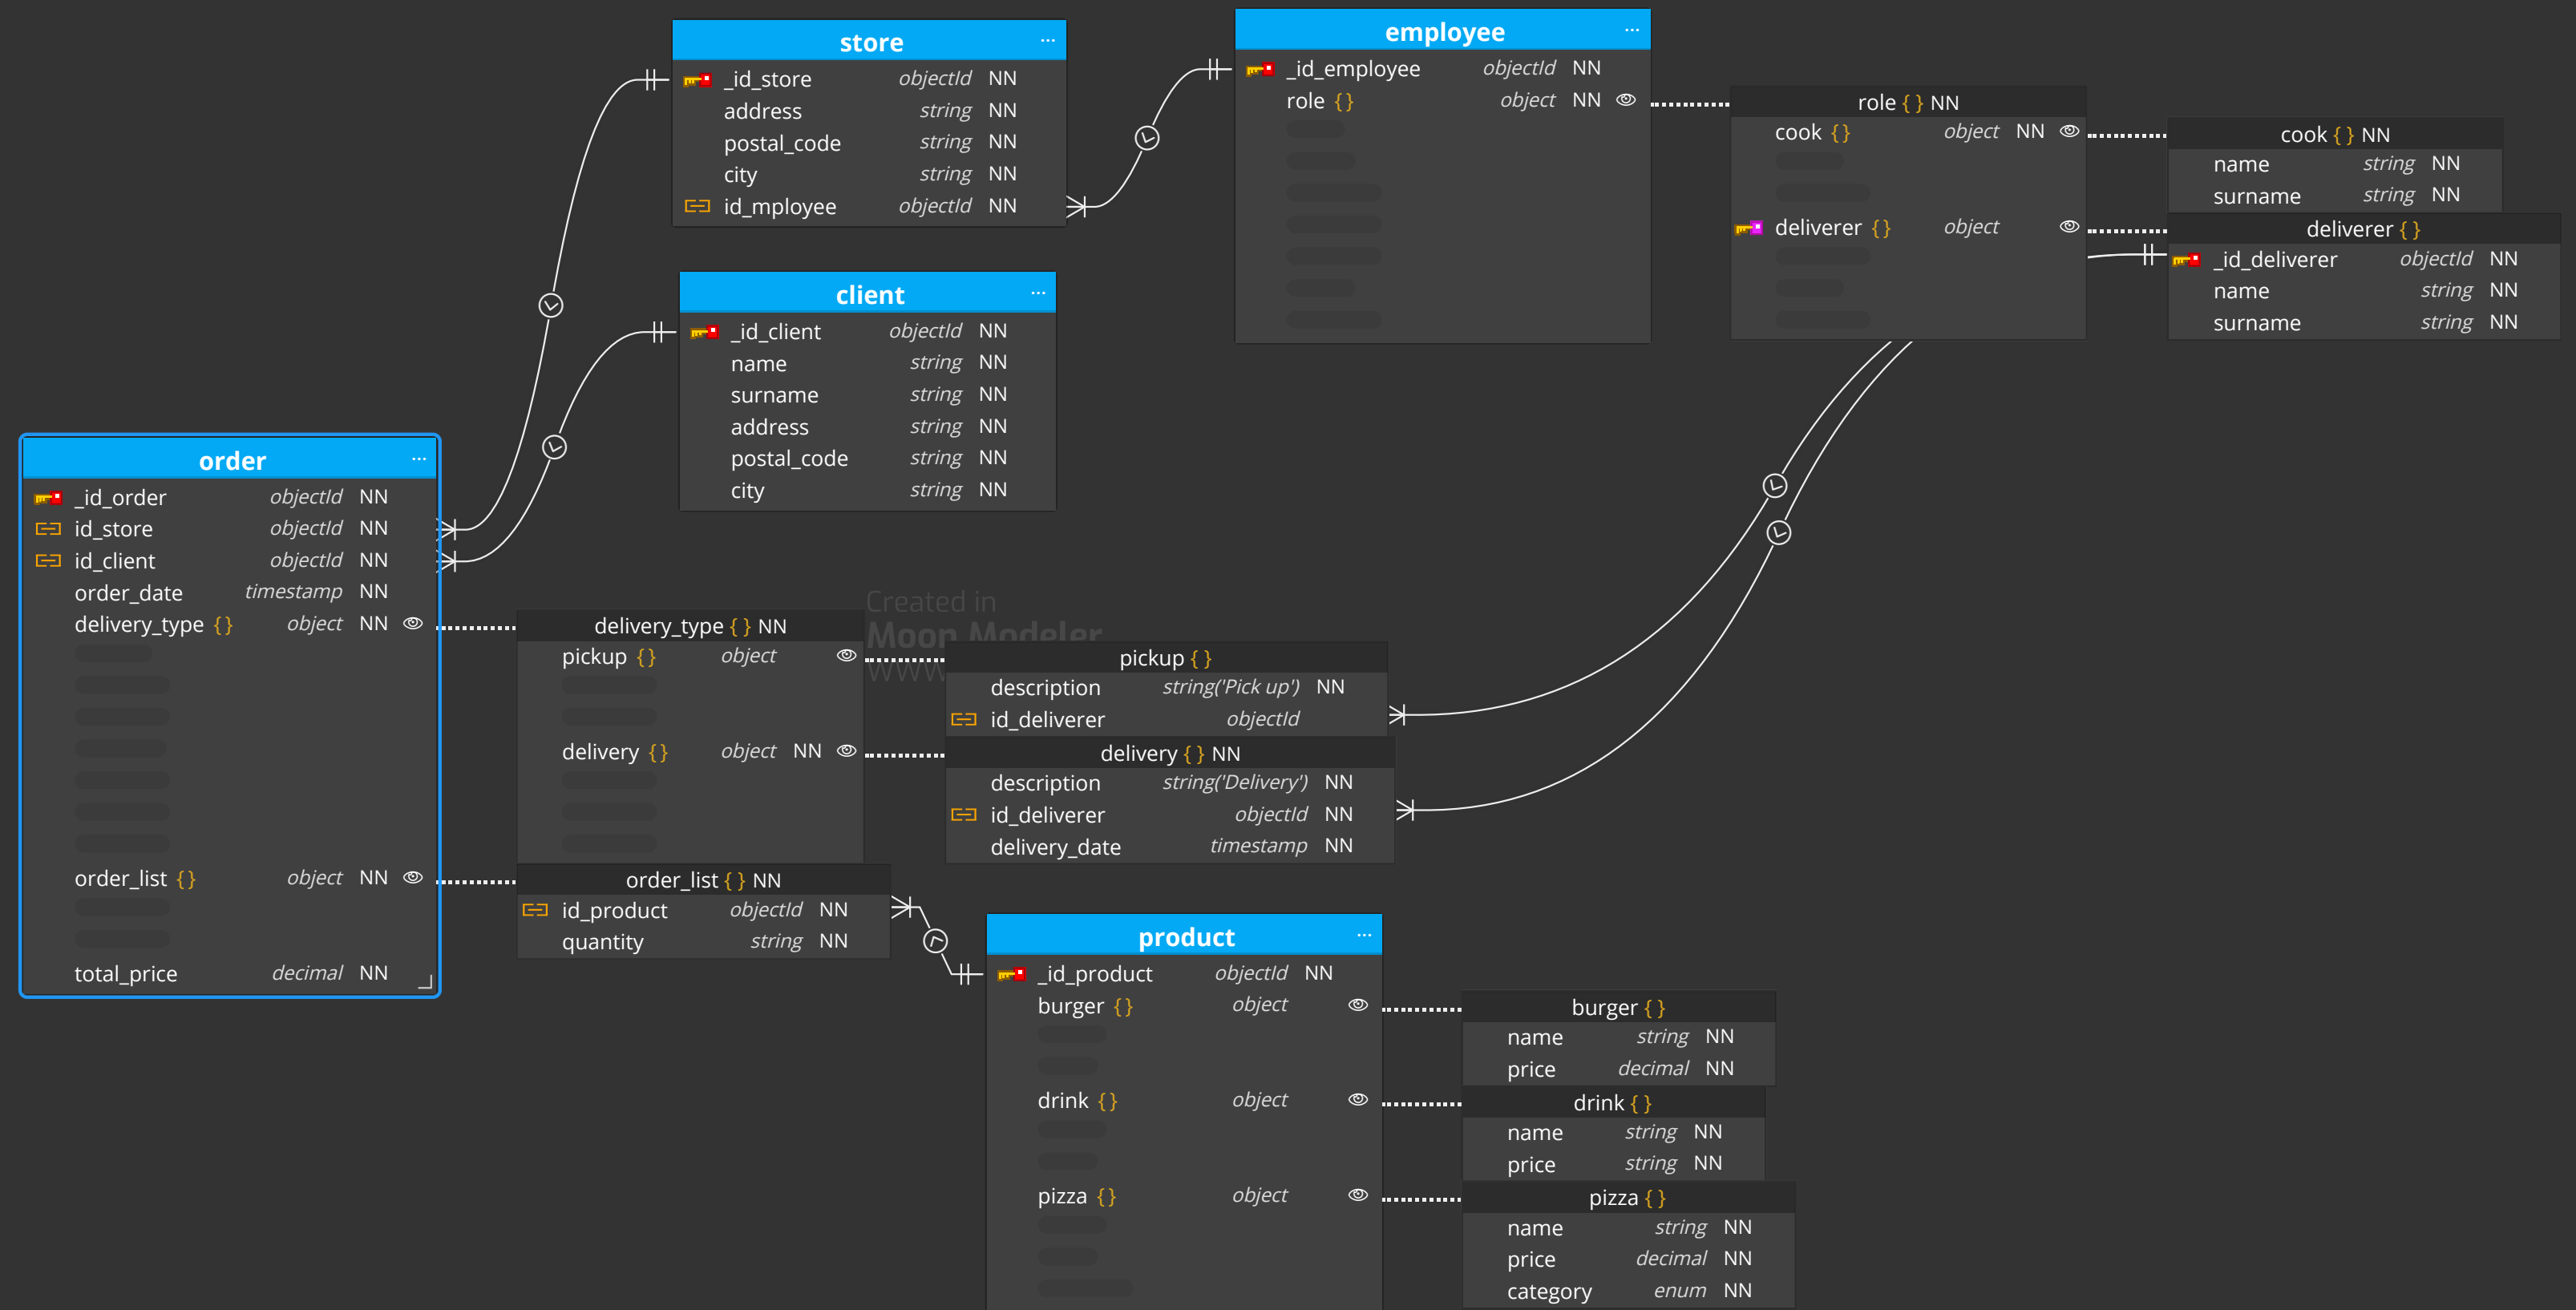 store ...
_id_store objectId NN
address string NN
postal_code string NN
city string NN
id_mployee objectId NN
employee ...
_id_employee objectId NN
role {} object NN
role { } NN
cook {} object NN
deliverer {} object
cook { } NN
name string NN
surname string NN
deliverer { }
_id_deliverer objectId NN
name string NN
surname string NN
client ...
_id_client objectId NN
name string NN
surname string NN
address string NN
postal_code string NN
city string NN
order ...
_id_order objectId NN
id_store objectId NN
id_client objectId NN
order_date timestamp NN
delivery_type {} object NN
order_list {} object NN
total_price decimal NN
Created in
Moon Modeler
delivery_type { } NN
pickup {} object
delivery {} object NN
pickup { }
description string('Pick up') NN
id_deliverer objectId
delivery { } NN
description string('Delivery') NN
id_deliverer objectId NN
delivery_date timestamp NN
order_list { } NN
id_product objectId NN
quantity string NN
product ...
_id_product objectId NN
burger {} object
drink {} object
pizza {} object
burger { }
name string NN
price decimal NN
drink { }
name string NN
price string NN
pizza { }
name string NN
price decimal NN
category enum NN